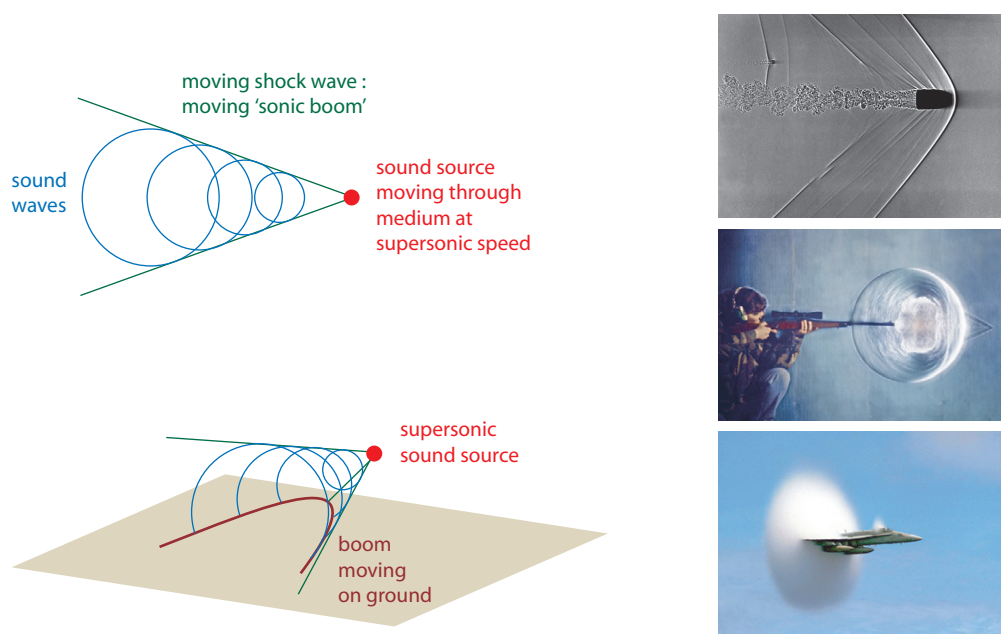 moving shock wave :
moving ‘sonic boom’
sound
waves
sound source
moving through
medium at
supersonic speed
supersonic
sound source
boom
moving
on ground